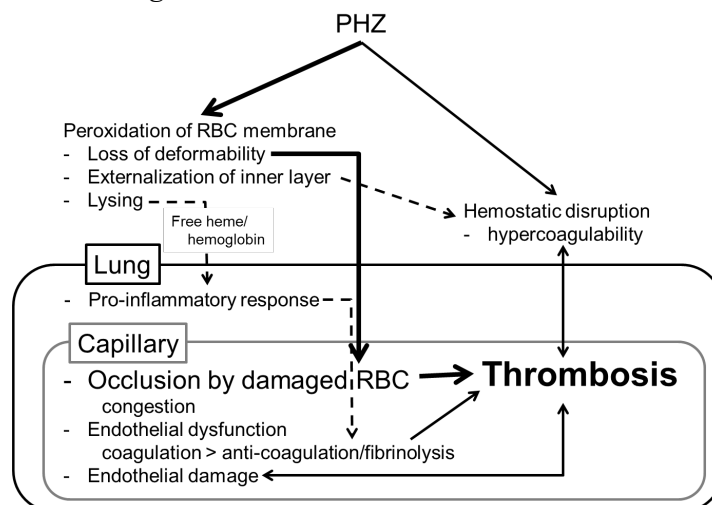 PHZ
Peroxidation of RBC membrane
- Loss of deformability
- Externalization of inner layer
- Lysing
Free heme/
hemoglobin
Hemostatic disruption
- hypercoagulability
Lung
- Pro-inflammatory response
Capillary
- Occlusion by damaged RBC
congestion
Thrombosis
- Endothelial dysfunction
coagulation > anti-coagulation/fibrinolysis
- Endothelial damage